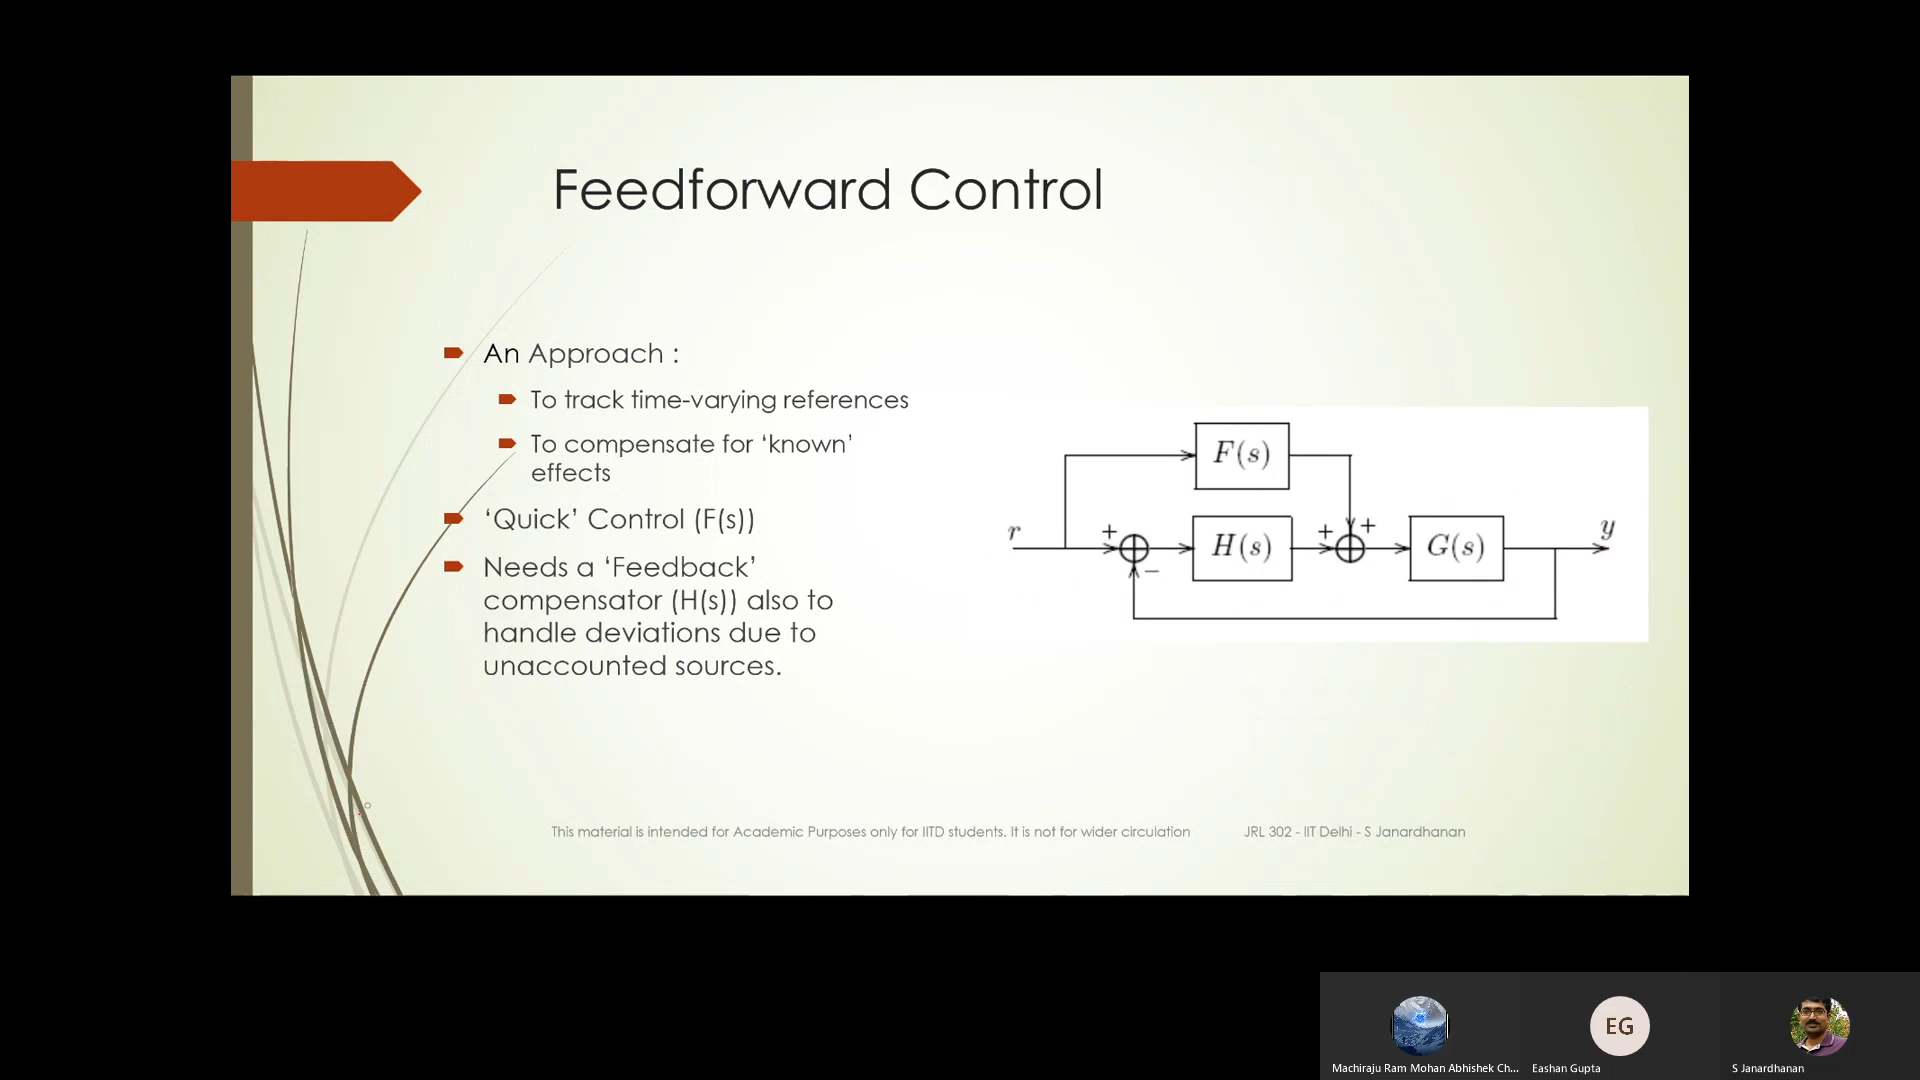 Feedforward Control
An Approach :
To track time-varying references
To compensate for ‘known’
effects
‘Quick’ Control (F(s))
Needs a ‘Feedback’
compensator (H(s)) also to
handle deviations due to
unaccounted sources.
F(s)
r + − H(s) + + G(s) y
This material is intended for Academic Purposes only for IITD students. It is not for wider circulation JRL 302 - IIT Delhi - S Janardhanan
EG
Machiraju Ram Mohan Abhishek Ch... Eashan Gupta S Janardhanan